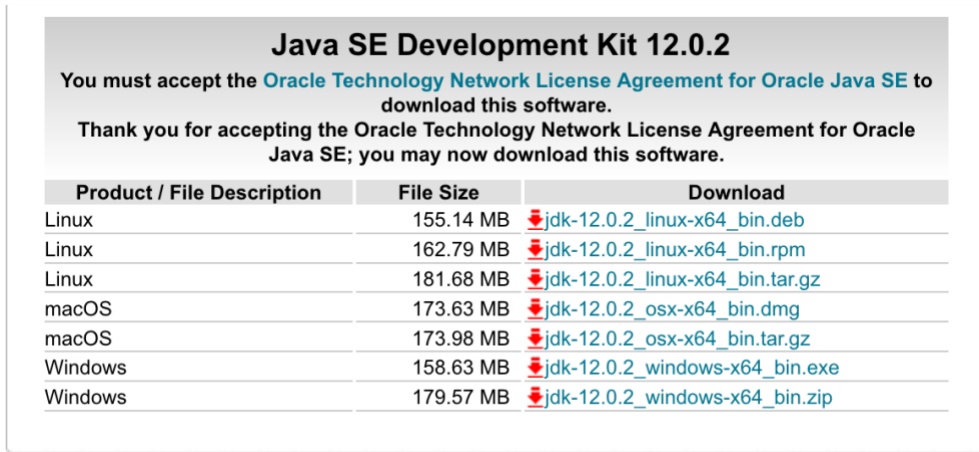 Java SE Development Kit 12.0.2
You must accept the Oracle Technology Network License Agreement for Oracle Java SE to
download this software.
Thank you for accepting the Oracle Technology Network License Agreement for Oracle
Java SE; you may now download this software.
Product / File Description File Size Download
Linux 155.14 MB jdk-12.0.2_linux-x64_bin.deb
Linux 162.79 MB jdk-12.0.2_linux-x64_bin.rpm
Linux 181.68 MB jdk-12.0.2_linux-x64_bin.tar.gz
macOS 173.63 MB jdk-12.0.2_osx-x64_bin.dmg
macOS 173.98 MB jdk-12.0.2_osx-x64_bin.tar.gz
Windows 158.63 MB jdk-12.0.2_windows-x64_bin.exe
Windows 179.57 MB jdk-12.0.2_windows-x64_bin.zip